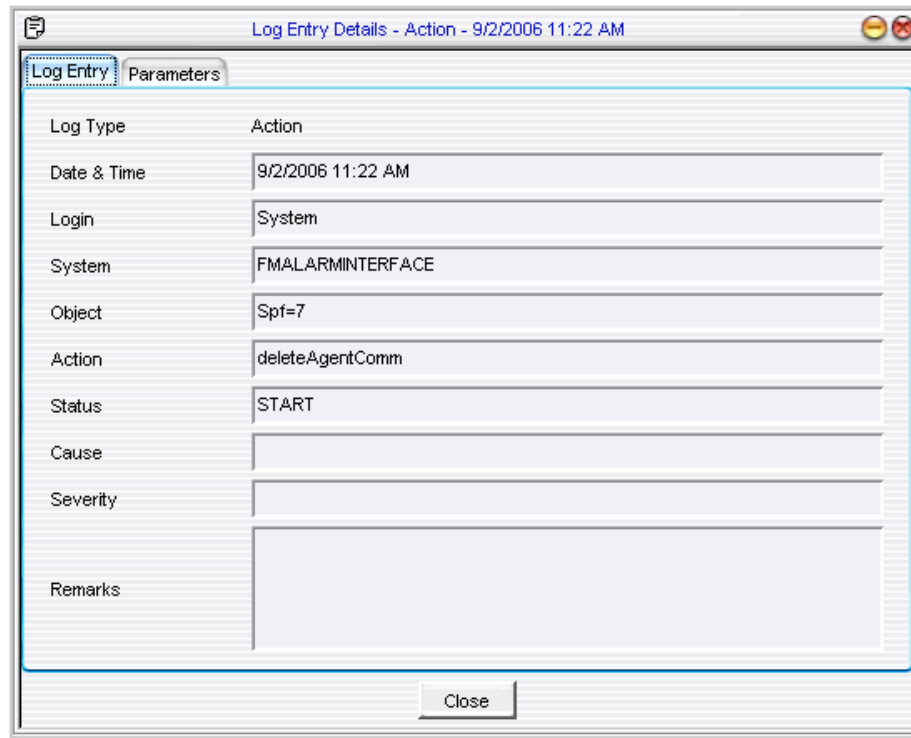 Log Entry Details - Action - 9/2/2006 11:22 AM
Log Entry Parameters
Log Type Action
Date & Time 9/2/2006 11:22 AM
Login System
System FMALARMINTERFACE
Object Spf=7
Action deleteAgentComm
Status START
Cause
Severity
Remarks
Close